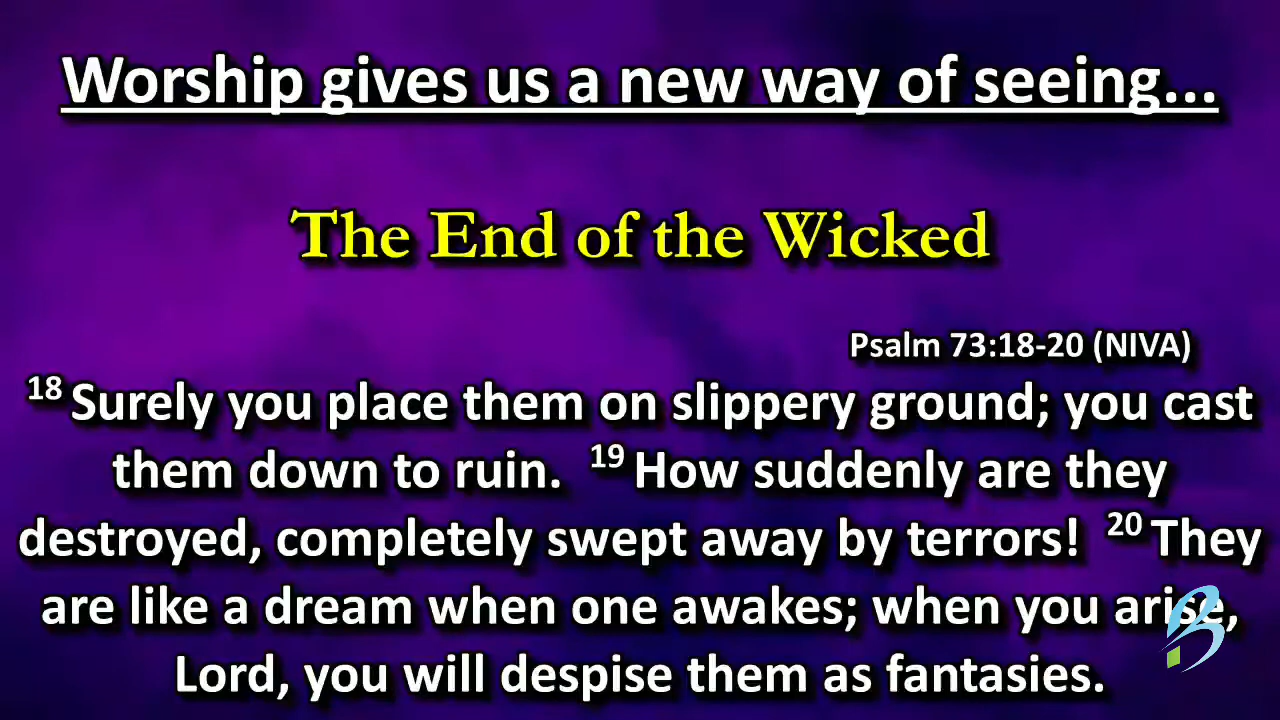 Worship gives us a new way of seeing...
The End of the Wicked
Psalm 73:18-20 (NIVA)
18 Surely you place them on slippery ground; you cast
them down to ruin. 19 How suddenly are they
destroyed, completely swept away by terrors! 20 They
are like a dream when one awakes; when you arise,
Lord, you will despise them as fantasies.